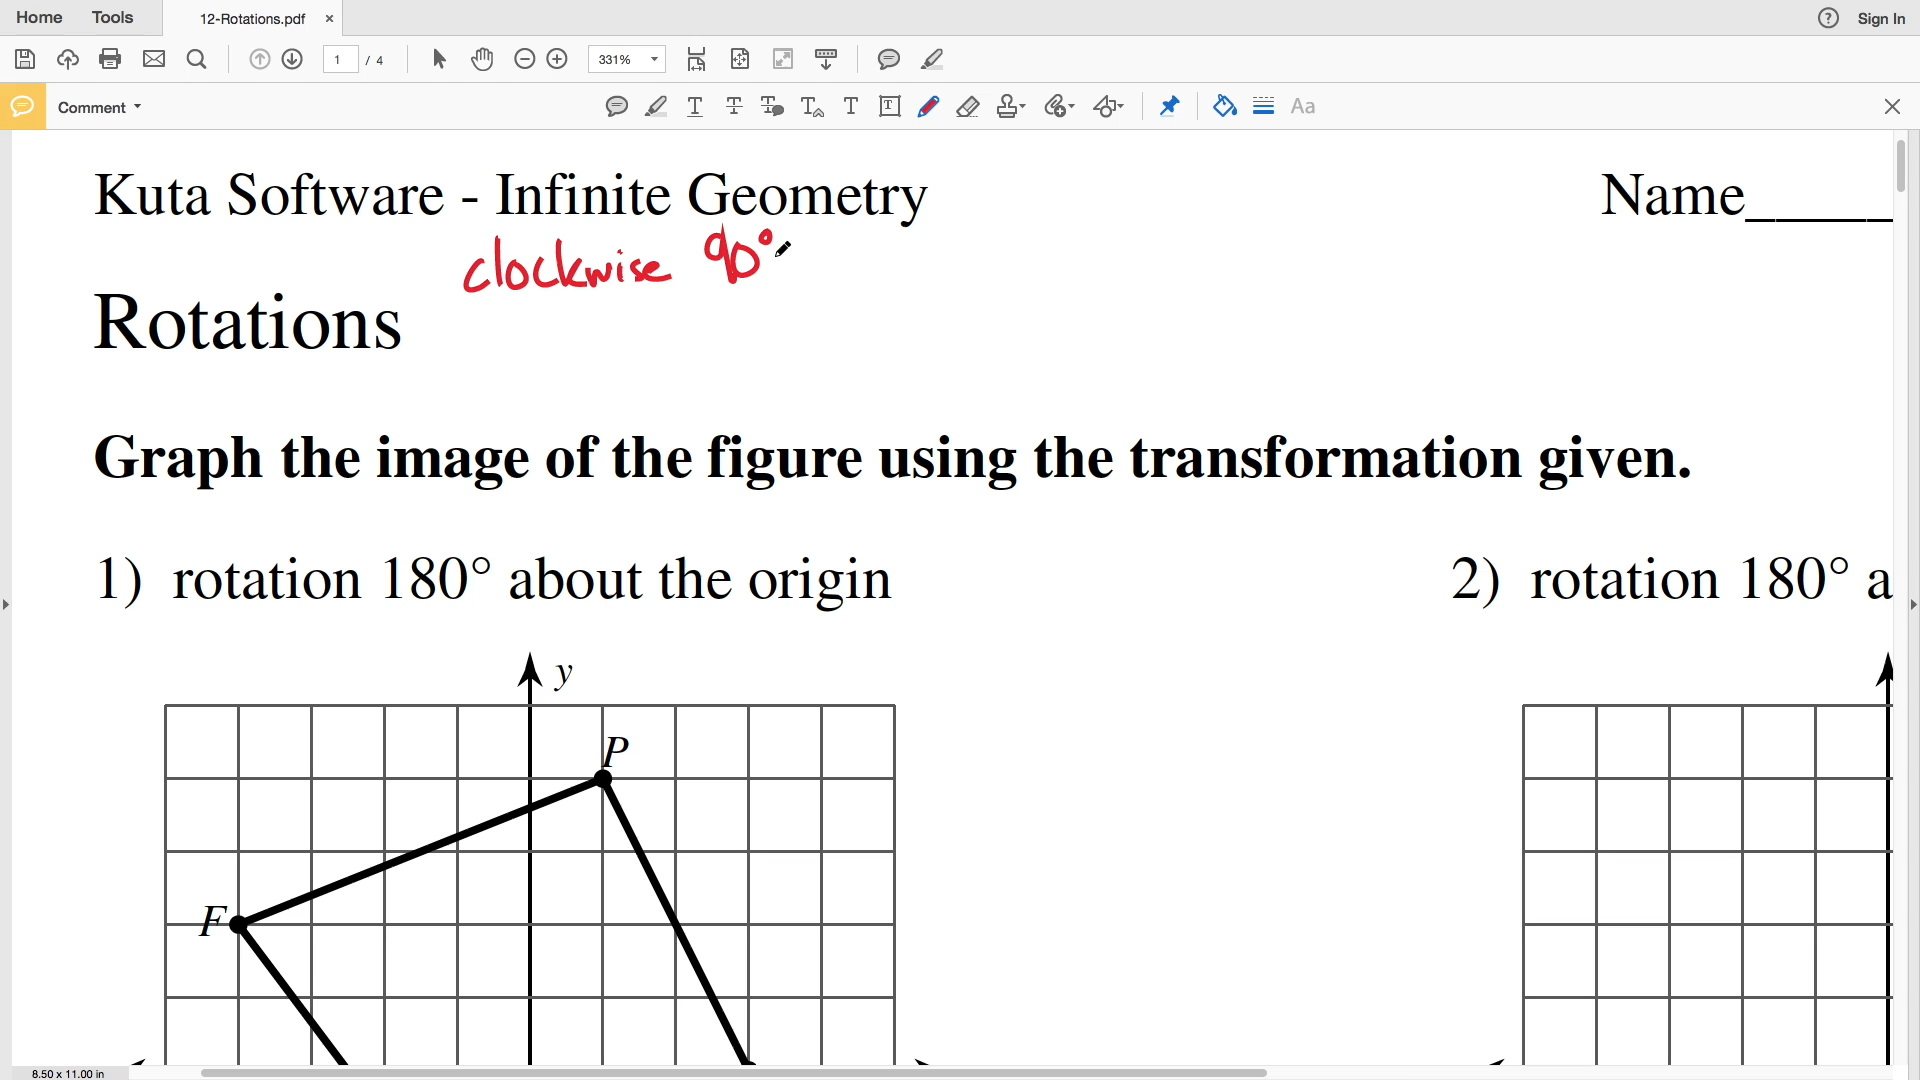 Home Tools 12-Rotations.pdf × ? Sign In
1 / 4 331%
Comment T T T T T T Aa
Kuta Software - Infinite Geometry Name______
clockwise 90°
Rotations
Graph the image of the figure using the transformation given.
1) rotation 180° about the origin
2) rotation 180° a
y
P
F
8.50 x 11.00 in